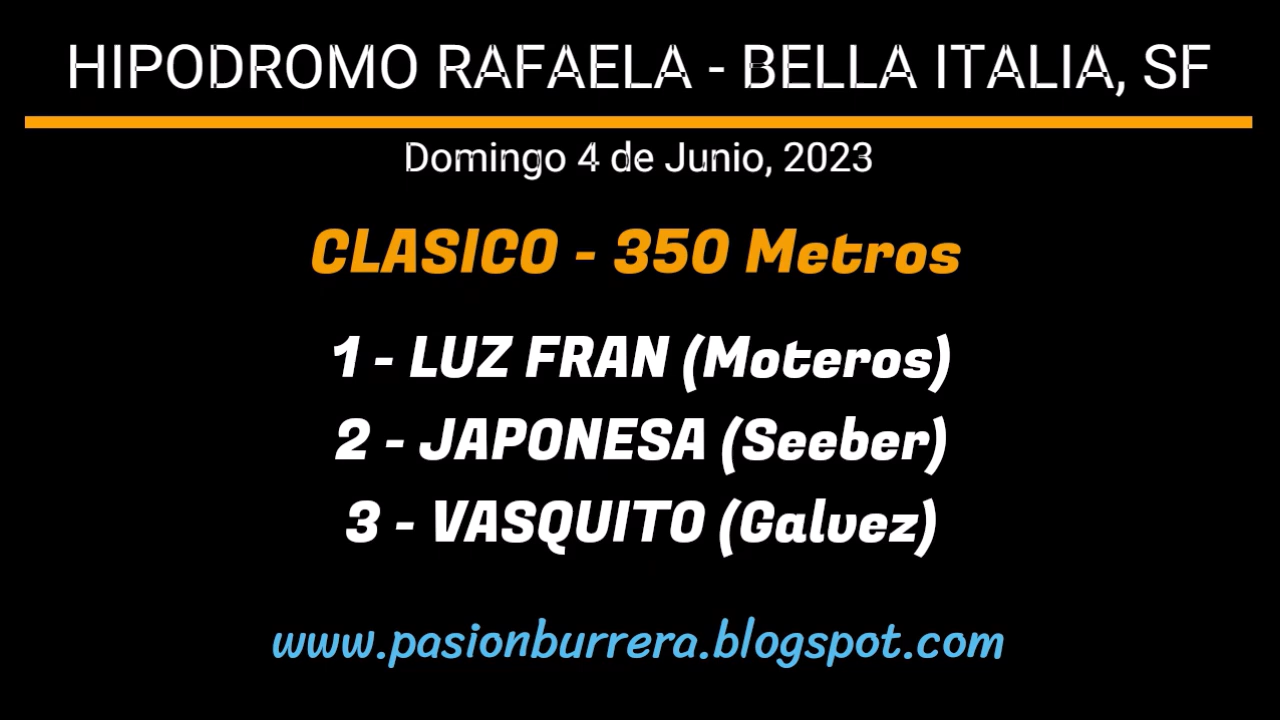 HIPODROMO RAFAELA - BELLA ITALIA, SF
Domingo 4 de Junio, 2023
CLASICO - 350 Metros
1 - LUZ FRAN (Moteros)
2 - JAPONESA (Seeber)
3 - VASQUITO (Galvez)
www.pasionburrera.blogspot.com